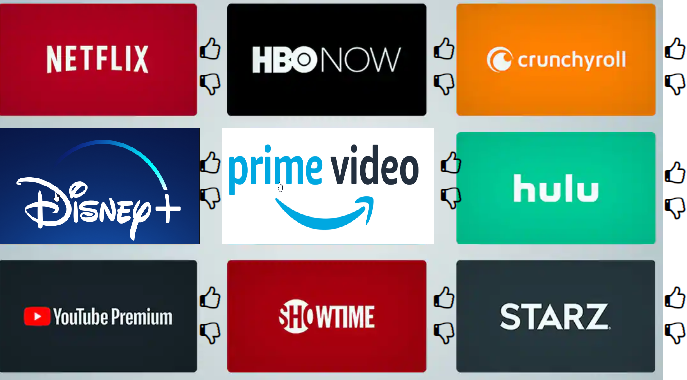 NETFLIX
HBO NOW
crunchyroll
Disney+
prime video
hulu
YouTube Premium
SHOWTIME
STARZ